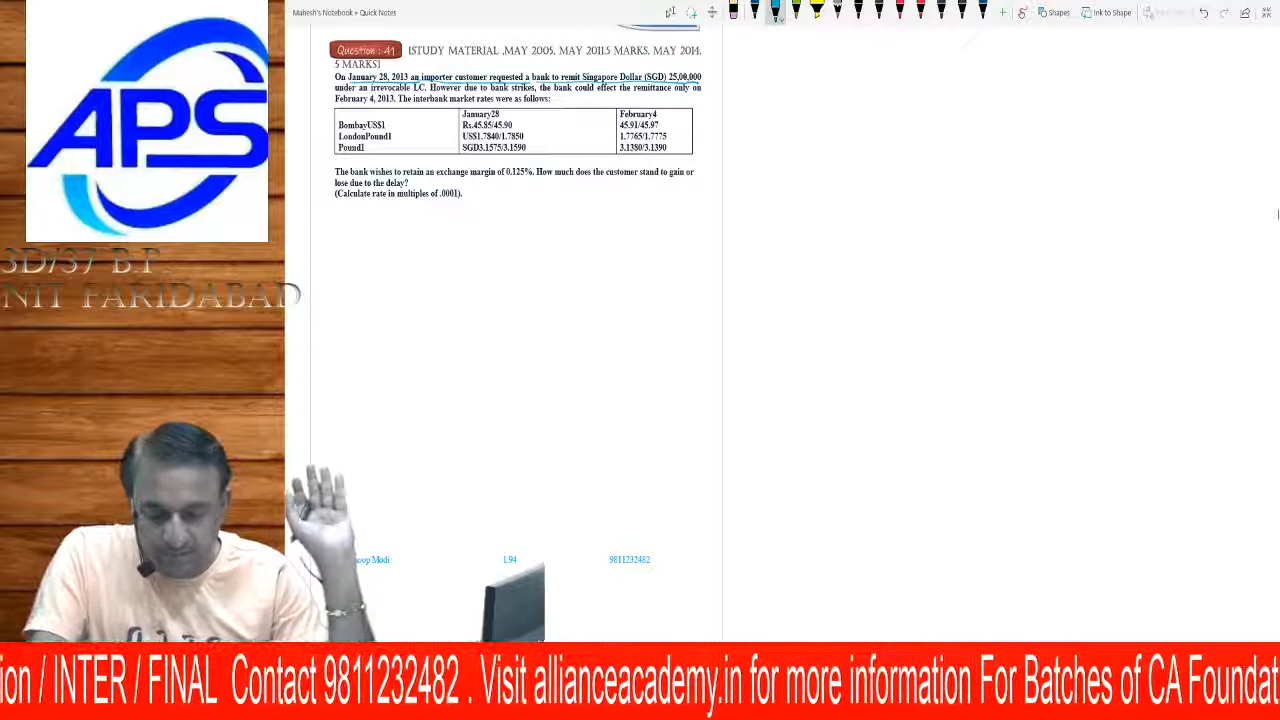 Mahesh's Notebook + Quick Notes
Shapes
Ink to Shape
APS
3D/37 B.P.
NIT FARIDABAD
Question : 41 [STUDY MATERIAL ,MAY 2005, MAY 2011,5 MARKS, MAY 2014,
5 MARKS]
On January 28, 2013 an importer customer requested a bank to remit Singapore Dollar (SGD) 25,00,000
under an irrevocable LC. However due to bank strikes, the bank could effect the remittance only on
February 4, 2013. The interbank market rates were as follows:
January28 February4
BombayUS$1 Rs.45.85/45.90 45.91/45.97
LondonPound1 US$1.7840/1.7850 1.7765/1.7775
Pound1 SGD3.1575/3.1590 3.1380/3.1390
The bank wishes to retain an exchange margin of 0.125%. How much does the customer stand to gain or
lose due to the delay?
(Calculate rate in multiples of .0001).
oop Modi 1.94 9811232482
ion / INTER / FINAL Contact 9811232482 . Visit allianceacademy.in for more information For Batches of CA Foundat